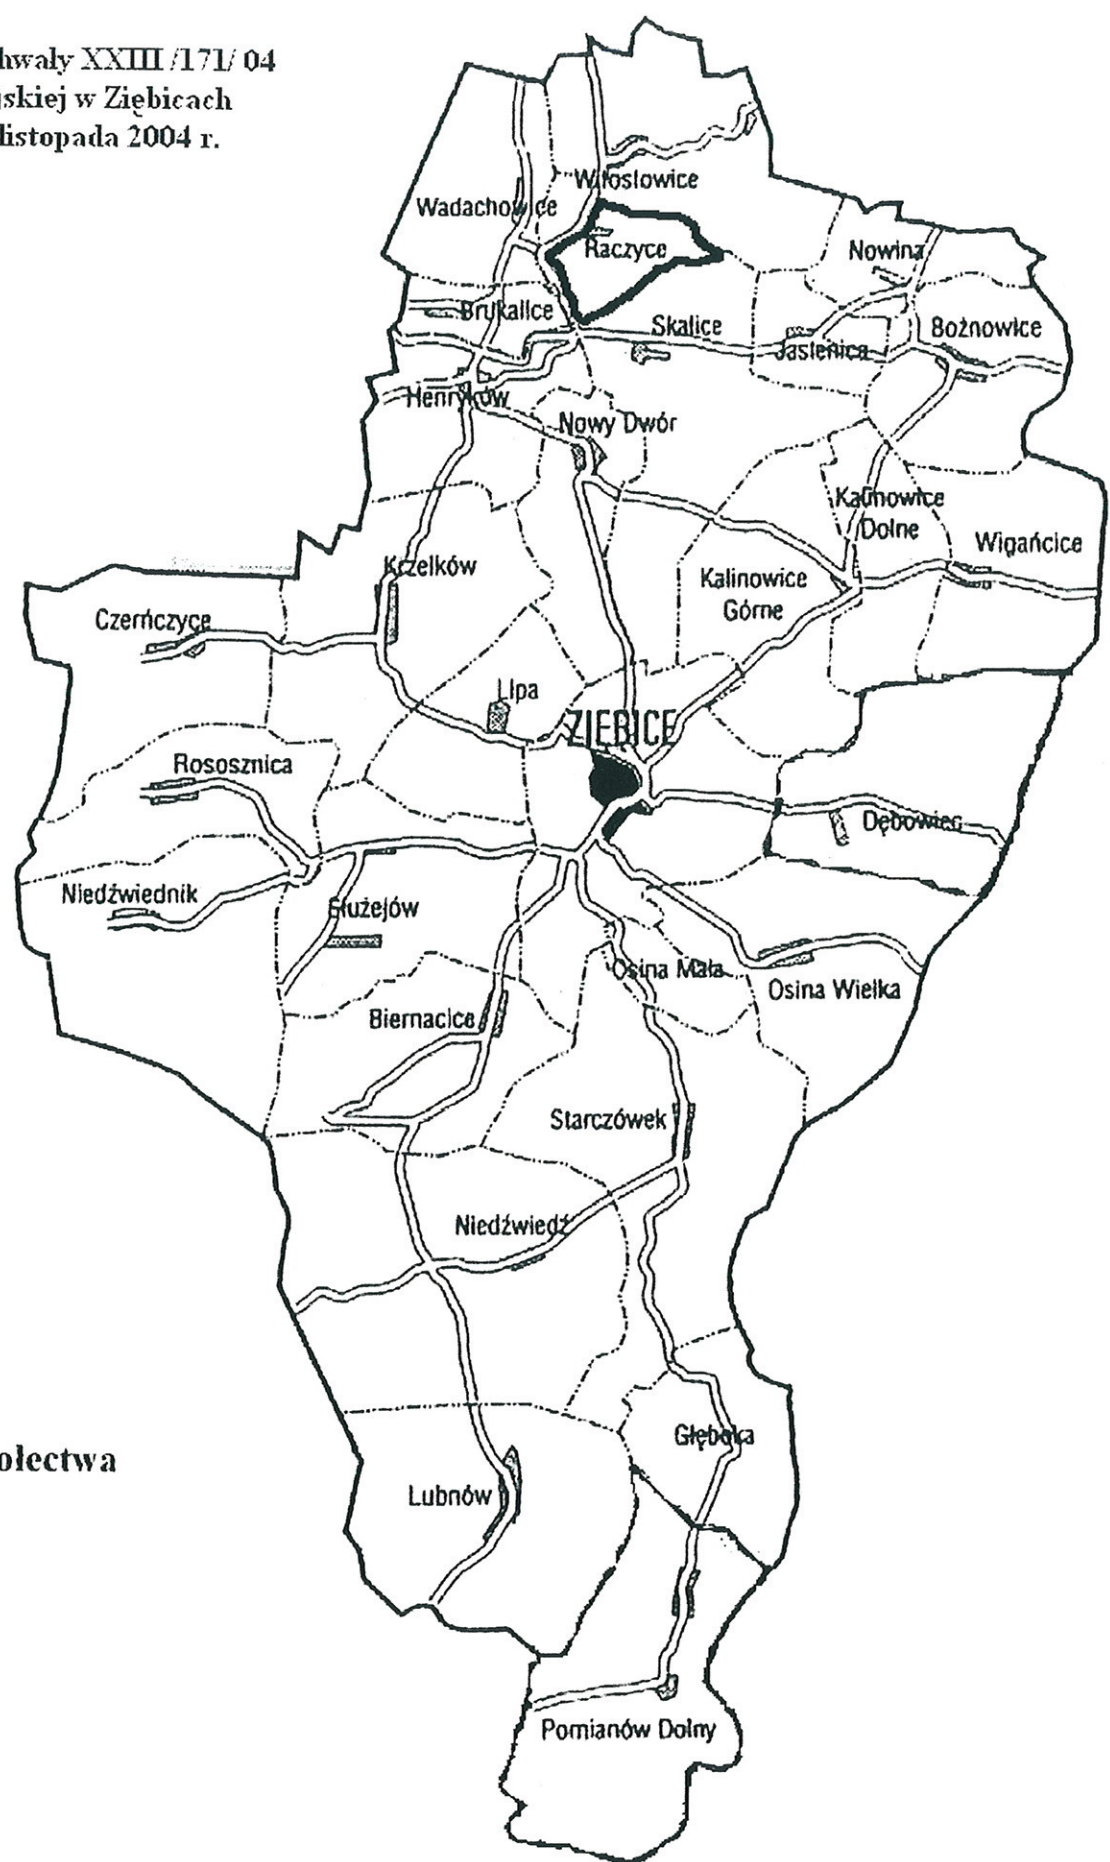 hwały XXIII /171/ 04
jskiej w Ziębicach
listopada 2004 r.
Witostowice
Wadachowice
Raczyce
Nowina
Brukalice
Skalice
Bożnowice
Jasienica
Henryków
Nowy Dwór
Kalinowice
Dolne
Wigańcice
Krzelków
Kalinowice
Górne
Czerńczyce
Lipa
ZIĘBICE
Rososznica
Dębowiec
Niedźwiednik
Służejów
Osina Mała
Osina Wielka
Biernacice
Starczówek
Niedźwiedź
Głęboka
ołectwa
Lubnów
Pomianów Dolny